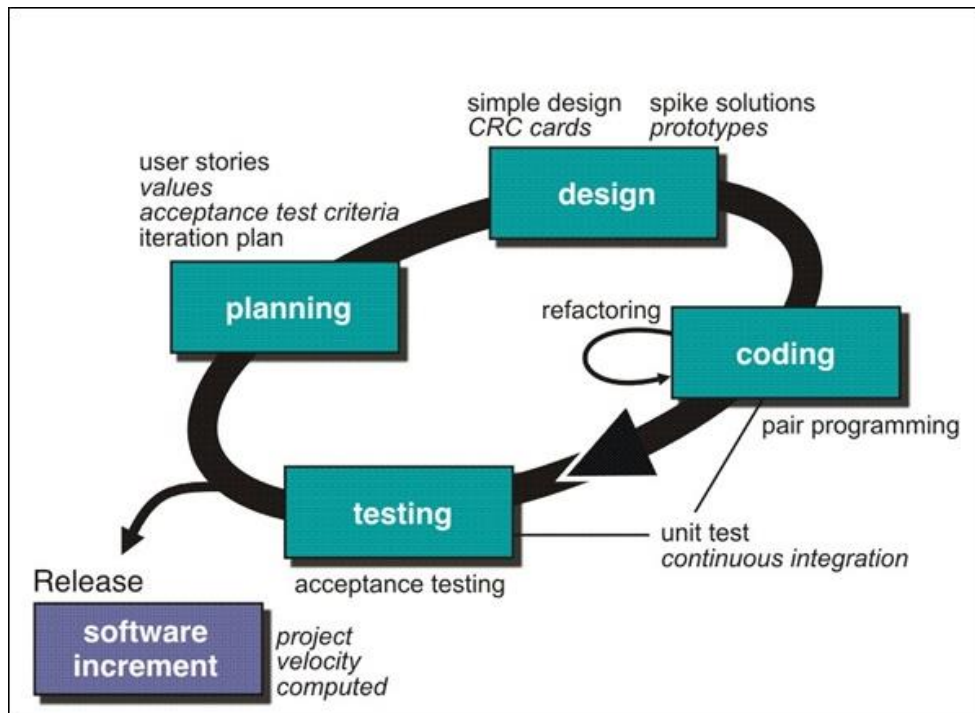 simple design
CRC cards
spike solutions
prototypes
user stories
values
acceptance test criteria
iteration plan
design
planning
refactoring
coding
pair programming
testing
unit test
continuous integration
acceptance testing
Release
software
increment
project
velocity
computed